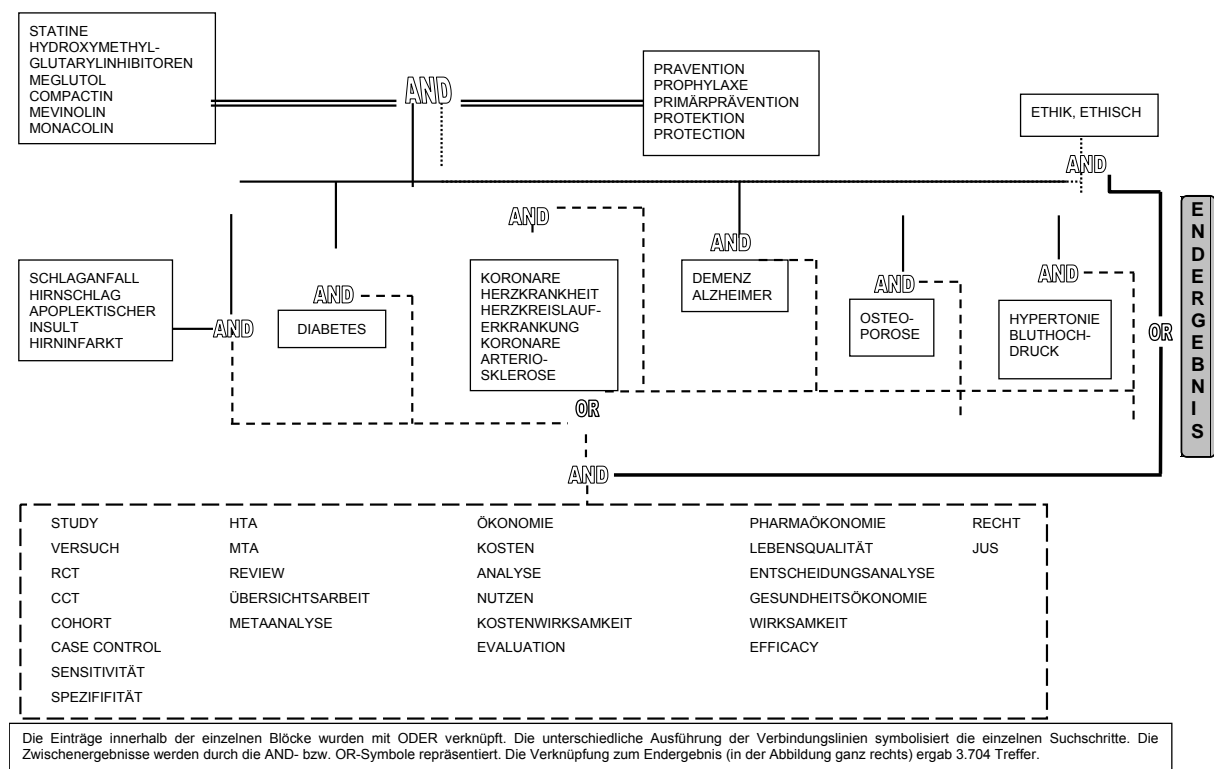 STATINE
HYDROXYMETHYL-
GLUTARYLINHIBITOREN
MEGLUTOL
COMPACTIN
MEVINOLIN
MONACOLIN
AND
PRAVENTION
PROPHYLAXE
PRIMÄRPRÄVENTION
PROTEKTION
PROTECTION
ETHIK, ETHISCH
AND
SCHLAGANFALL
HIRNSCHLAG
APOPLEKTISCHER
INSULT
HIRNINFARKT
AND
AND
DIABETES
AND
KORONARE
HERZKRANKHEIT
HERZKREISLAUF-
ERKRANKUNG
KORONARE
ARTERIO-
SKLEROSE
AND
DEMENZ
ALZHEIMER
AND
OSTEO-
POROSE
AND
HYPERTONIE
BLUTHOCH-
DRUCK
OR
ENDERGEBNIS
OR
AND
STUDY
VERSUCH
RCT
CCT
COHORT
CASE CONTROL
SENSITIVITÄT
SPEZIFIFITÄT
HTA
MTA
REVIEW
ÜBERSICHTSARBEIT
METAANALYSE
ÖKONOMIE
KOSTEN
ANALYSE
NUTZEN
KOSTENWIRKSAMKEIT
EVALUATION
PHARMAÖKONOMIE
LEBENSQUALITÄT
ENTSCHEIDUNGSANALYSE
GESUNDHEITSÖKONOMIE
WIRKSAMKEIT
EFFICACY
RECHT
JUS
Die Einträge innerhalb der einzelnen Blöcke wurden mit ODER verknüpft. Die unterschiedliche Ausführung der Verbindungslinien symbolisiert die einzelnen Suchschritte. Die
Zwischenergebnisse werden durch die AND- bzw. OR-Symbole repräsentiert. Die Verknüpfung zum Endergebnis (in der Abbildung ganz rechts) ergab 3.704 Treffer.